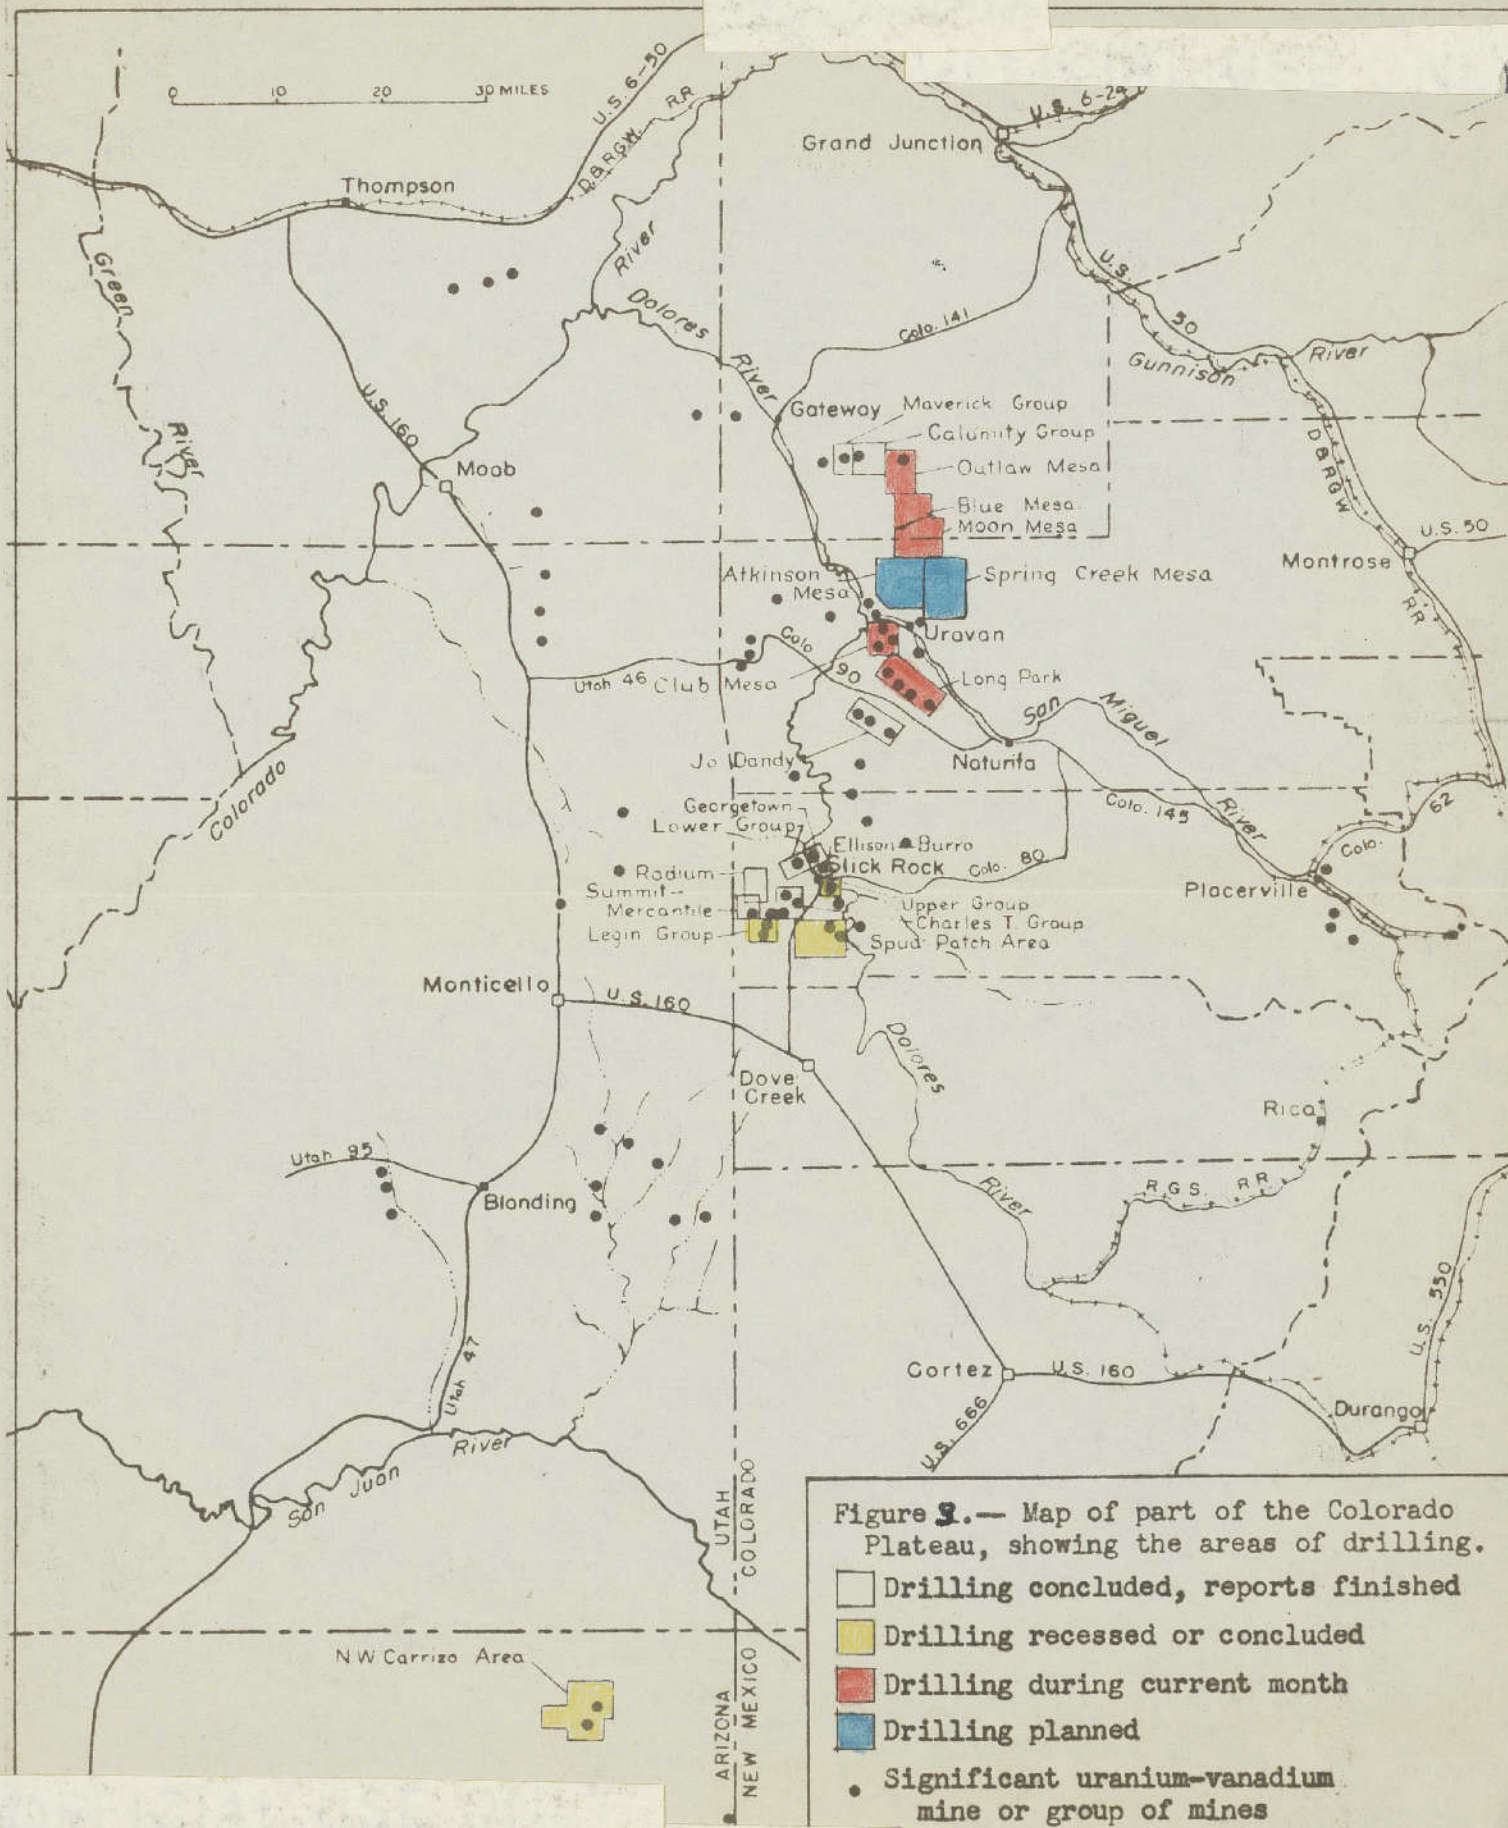 0 10 20 30 MILES
U.S. 6-50
D.&R.G.W. R.R.
Grand Junction
U.S. 6-24
Thompson
Green
River
River
Dolores
River
Colo. 141
U.S.
50
Gunnison
River
U.S. 160
Moab
Gateway
Maverick Group
Calumity Group
Outlaw Mesa
Blue Mesa
Moon Mesa
D&RGW
RR
U.S. 50
Montrose
Atkinson
Mesa
Spring Creek Mesa
Uravan
Colo
90
Utah 46
Club Mesa
Long Park
San Miguel
River
Jo Dandy
Naturita
Colorado
Georgetown
Lower Group
Ellison-Burro
Slick Rock
Colo. 80
Colo. 145
Colo. 62
Placerville
Radium
Summit
Mercantile
Legin Group
Upper Group
Charles T. Group
Spud Patch Area
Monticello
U.S. 160
Dove
Creek
Dolores
River
Rico
R.G.S. RR
Utah 95
Blanding
Utah 47
Cortez
U.S. 160
U.S. 666
U.S. 550
Durango
San Juan
River
UTAH
COLORADO
ARIZONA
NEW MEXICO
NW Carrizo Area
Figure 9.— Map of part of the Colorado
Plateau, showing the areas of drilling.
Drilling concluded, reports finished
Drilling recessed or concluded
Drilling during current month
Drilling planned
Significant uranium-vanadium
mine or group of mines